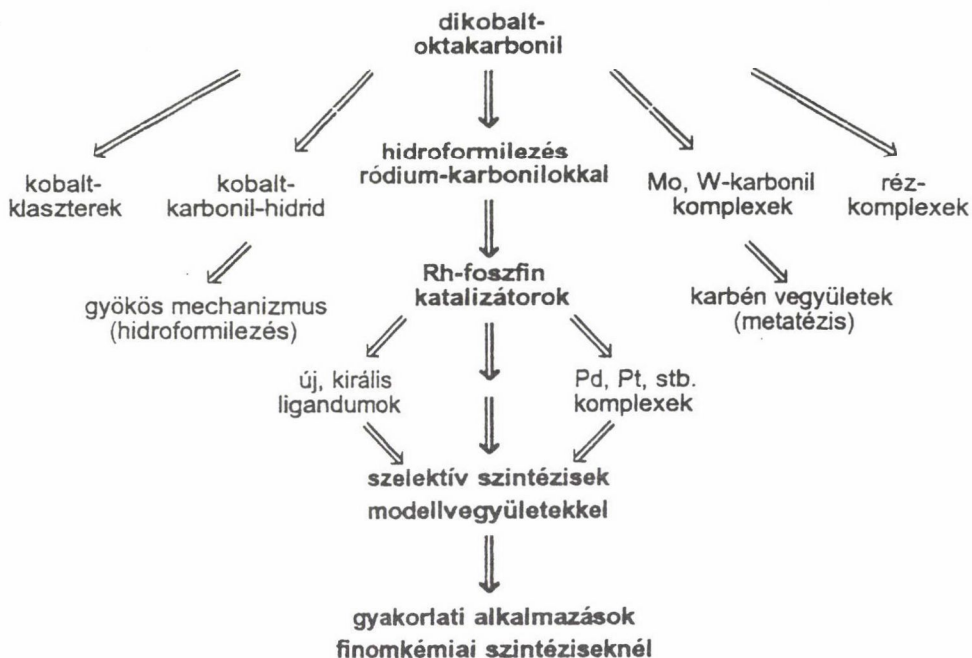 dikobalt-
oktakarbonil
hidroformilezés
ródium-karbonilokkal
kobalt-
klaszterek
kobalt-
karbonil-hidrid
Mo, W-karbonil
komplexek
réz-
komplexek
Rh-foszfin
katalizátorok
gyökös mechanizmus
(hidroformilezés)
karbén vegyületek
(metatézis)
új, királis
ligandumok
Pd, Pt, stb.
komplexek
szelektív szintézisek
modellvegyületekkel
gyakorlati alkalmazások
finomkémiai szintéziseknél